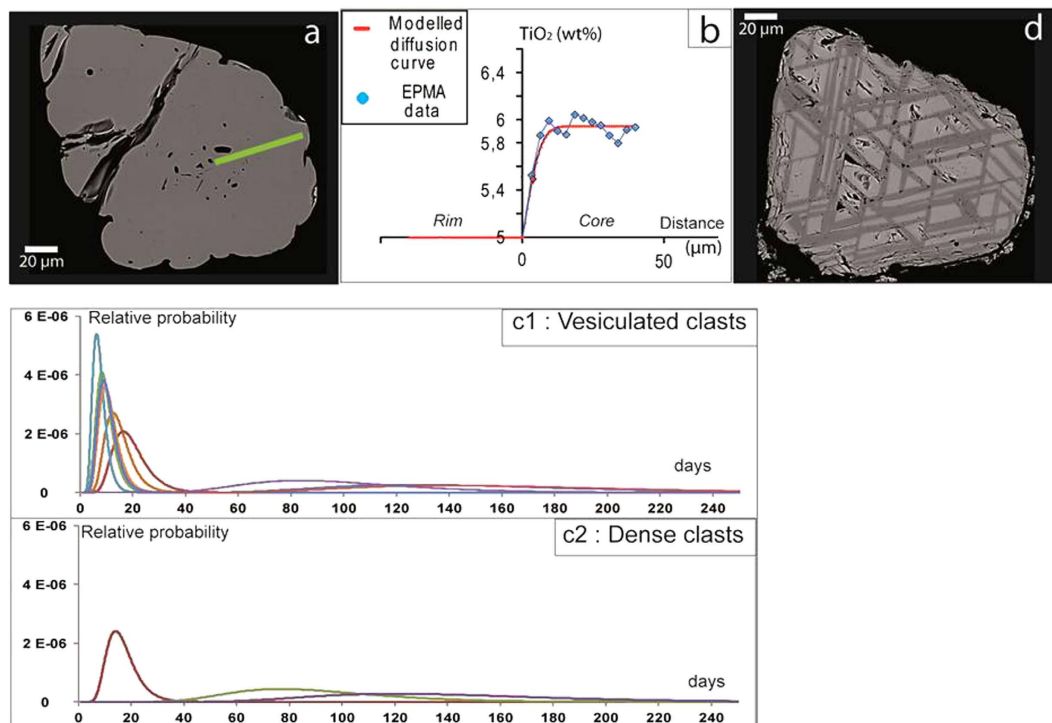 a
20 µm
Modelled
diffusion
curve
EPMA
data
TiO₂ (wt%)
b
6,4
6
5,8
5,4
5
Rim
Core
Distance
(µm)
0
50
20 µm
d
6 E-06
Relative probability
c1 : Vesiculated clasts
4 E-06
2 E-06
days
0
0 20 40 60 80 100 120 140 160 180 200 220 240
6 E-06
Relative probability
c2 : Dense clasts
4 E-06
2 E-06
days
0
0 20 40 60 80 100 120 140 160 180 200 220 240